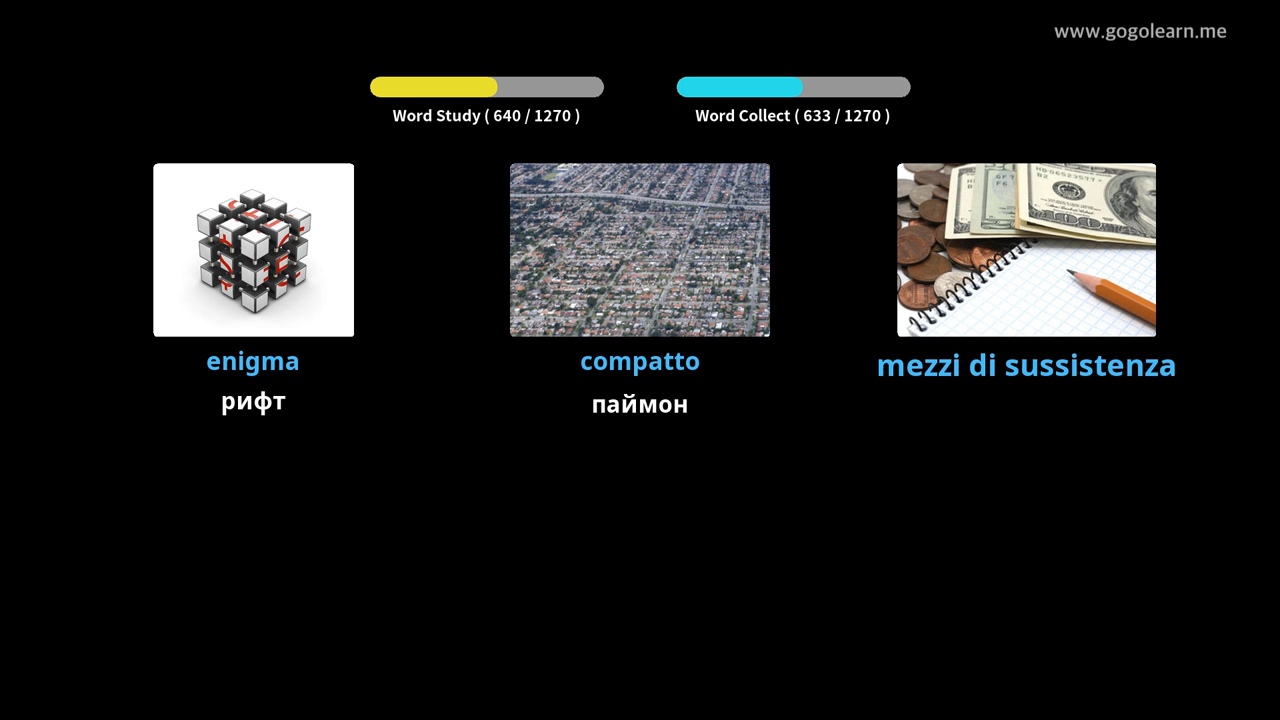 www.gogolearn.me
Word Study ( 640 / 1270 )
Word Collect ( 633 / 1270 )
enigma
рифт
compatto
паймон
mezzi di sussistenza